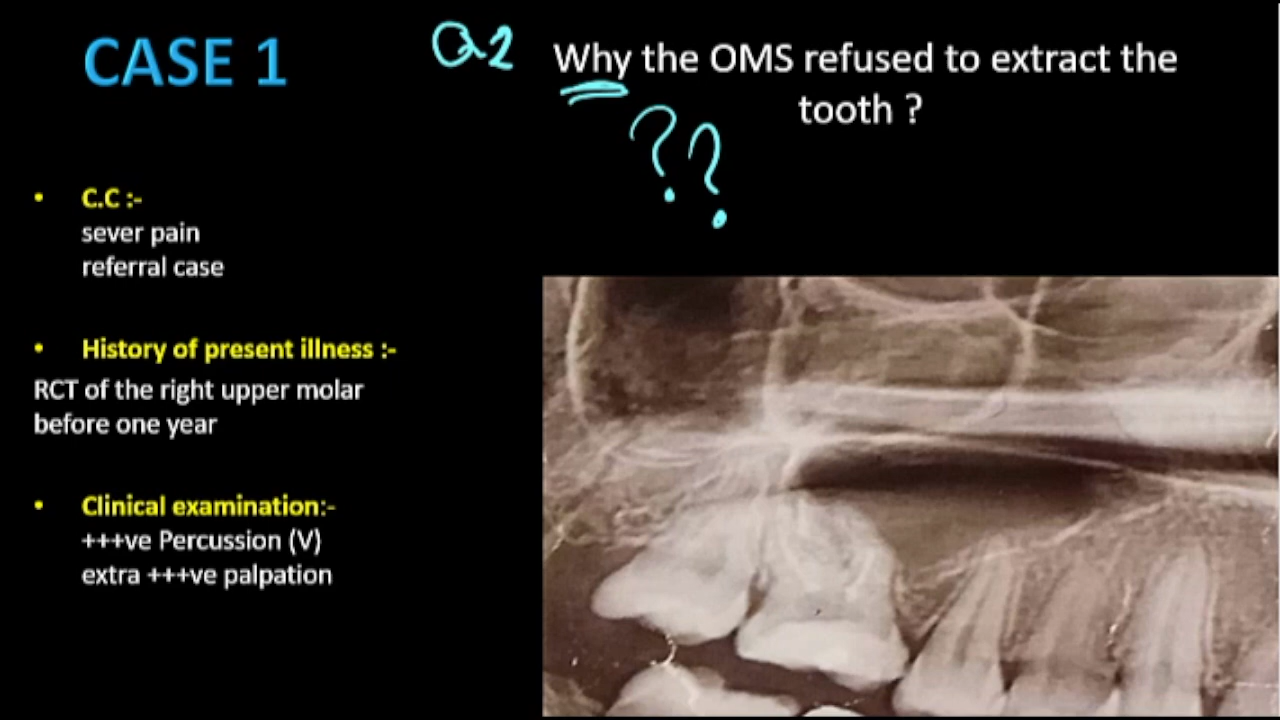 CASE 1
Q2
Why the OMS refused to extract the
tooth ?
??
• C.C :-
sever pain
referral case
• History of present illness :-
RCT of the right upper molar
before one year
• Clinical examination:-
+++ve Percussion (V)
extra +++ve palpation